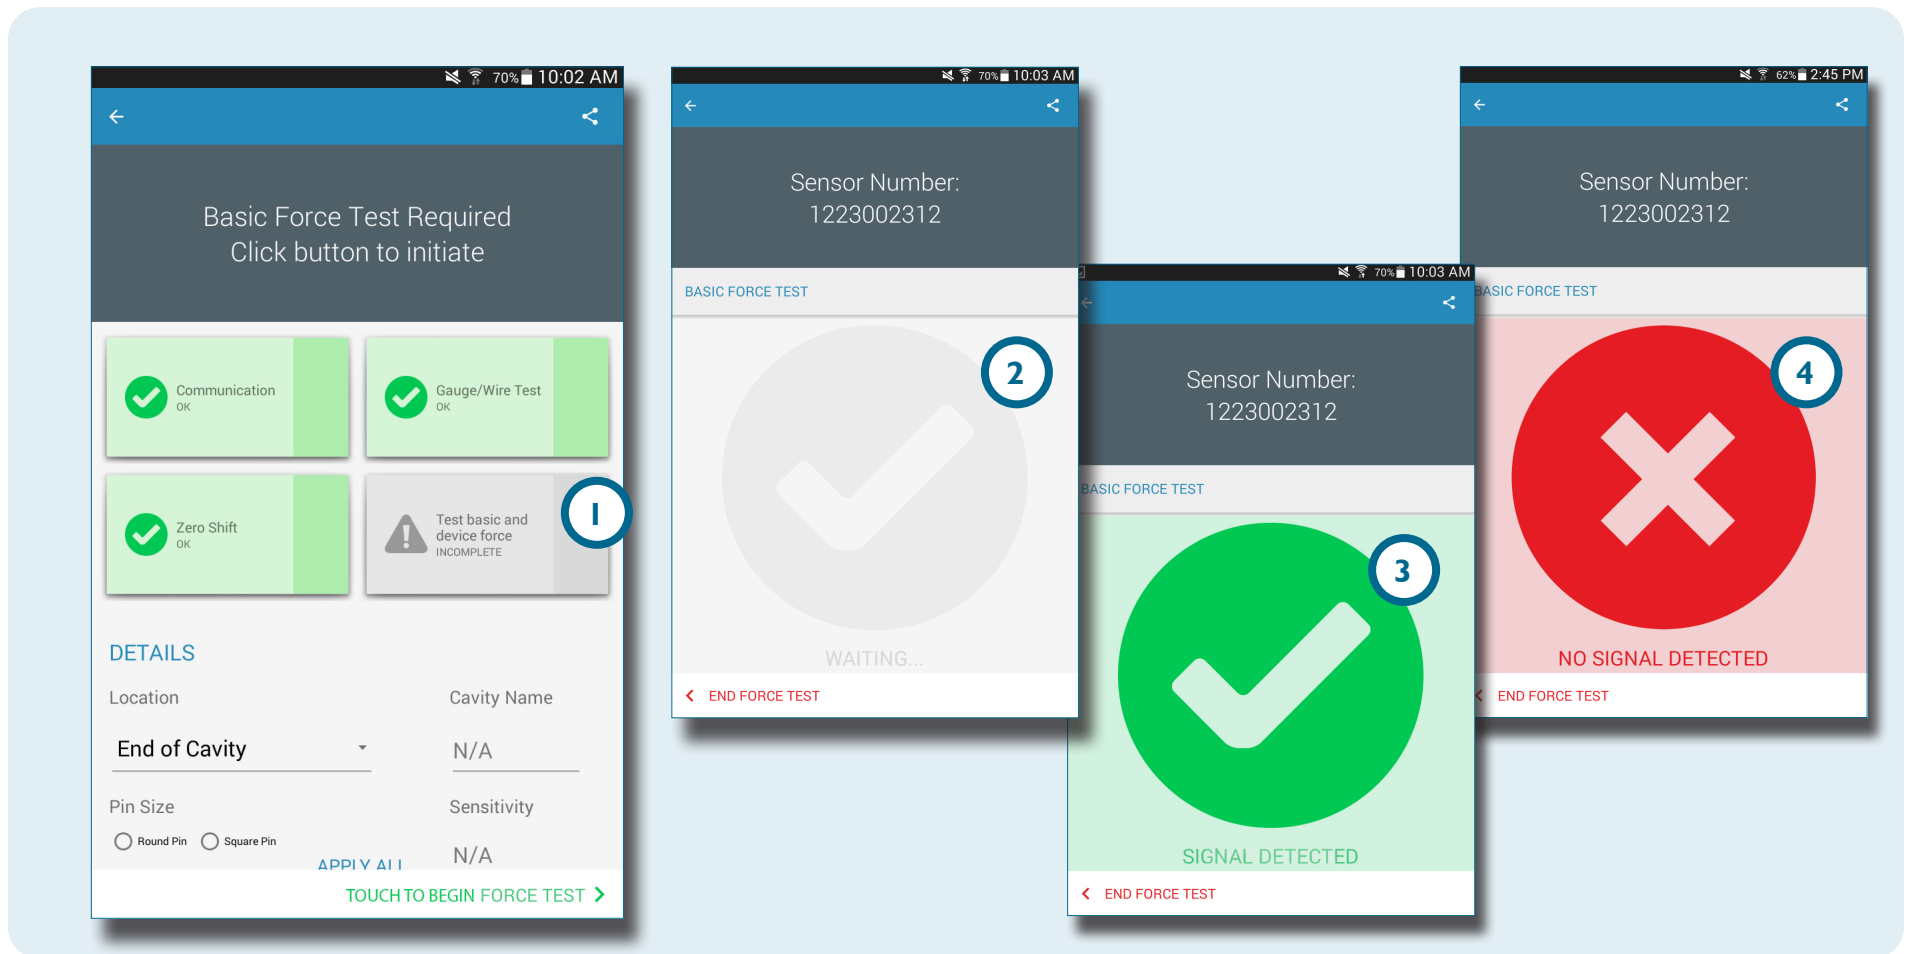 70% 10:02 AM
Basic Force Test Required
Click button to initiate
Communication
OK
Gauge/Wire Test
OK
Zero Shift
OK
Test basic and
device force
INCOMPLETE
1
DETAILS
Location
Cavity Name
End of Cavity
N/A
Pin Size
Sensitivity
Round Pin
Square Pin
N/A
APPLY ALL
TOUCH TO BEGIN FORCE TEST
70% 10:03 AM
Sensor Number:
1223002312
BASIC FORCE TEST
2
WAITING...
END FORCE TEST
70% 10:03 AM
Sensor Number:
1223002312
BASIC FORCE TEST
3
SIGNAL DETECTED
END FORCE TEST
62% 2:45 PM
Sensor Number:
1223002312
BASIC FORCE TEST
4
NO SIGNAL DETECTED
END FORCE TEST